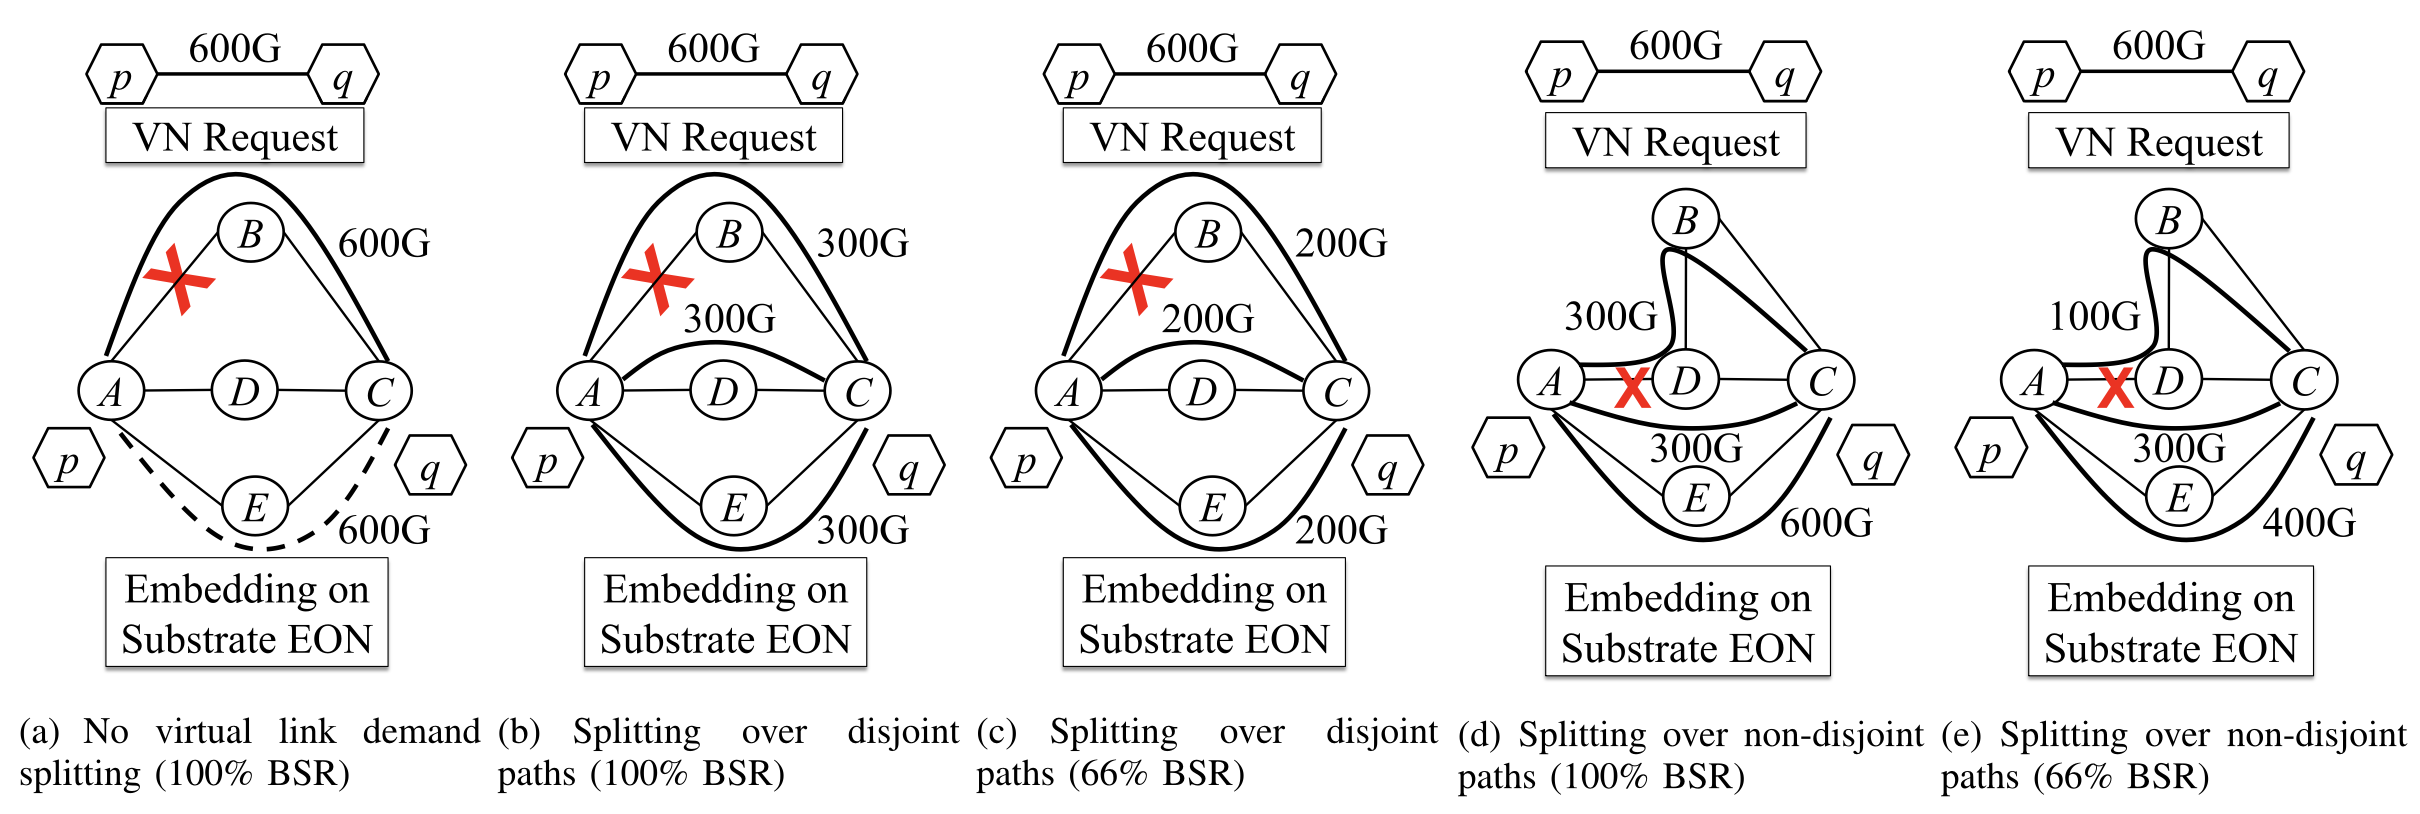 600G
p
q
VN Request
B
600G
A
D
C
p
q
E
600G
Embedding on
Substrate EON
(a) No virtual link demand
splitting (100% BSR)
600G
p
q
VN Request
B
300G
300G
A
D
C
p
q
E
300G
Embedding on
Substrate EON
(b) Splitting over disjoint
paths (100% BSR)
600G
p
q
VN Request
B
200G
200G
A
D
C
p
q
E
200G
Embedding on
Substrate EON
(c) Splitting over disjoint
paths (66% BSR)
600G
p
q
VN Request
B
300G
A
D
C
300G
p
q
E
600G
Embedding on
Substrate EON
(d) Splitting over non-disjoint
paths (100% BSR)
600G
p
q
VN Request
B
100G
A
D
C
300G
p
q
E
400G
Embedding on
Substrate EON
(e) Splitting over non-disjoint
paths (66% BSR)